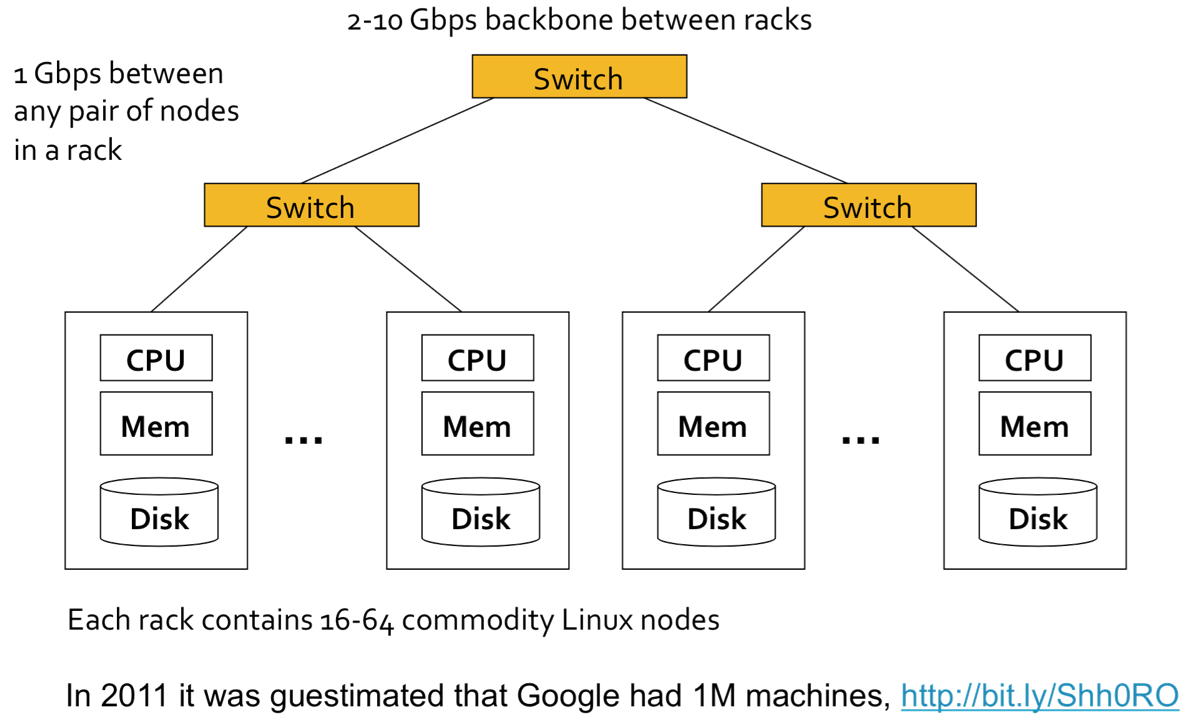 2-10 Gbps backbone between racks
1 Gbps between
any pair of nodes
in a rack
Switch
Switch
Switch
CPU
Mem
Disk
…
CPU
Mem
Disk
CPU
Mem
Disk
…
CPU
Mem
Disk
Each rack contains 16-64 commodity Linux nodes
In 2011 it was guestimated that Google had 1M machines, http://bit.ly/Shh0RO